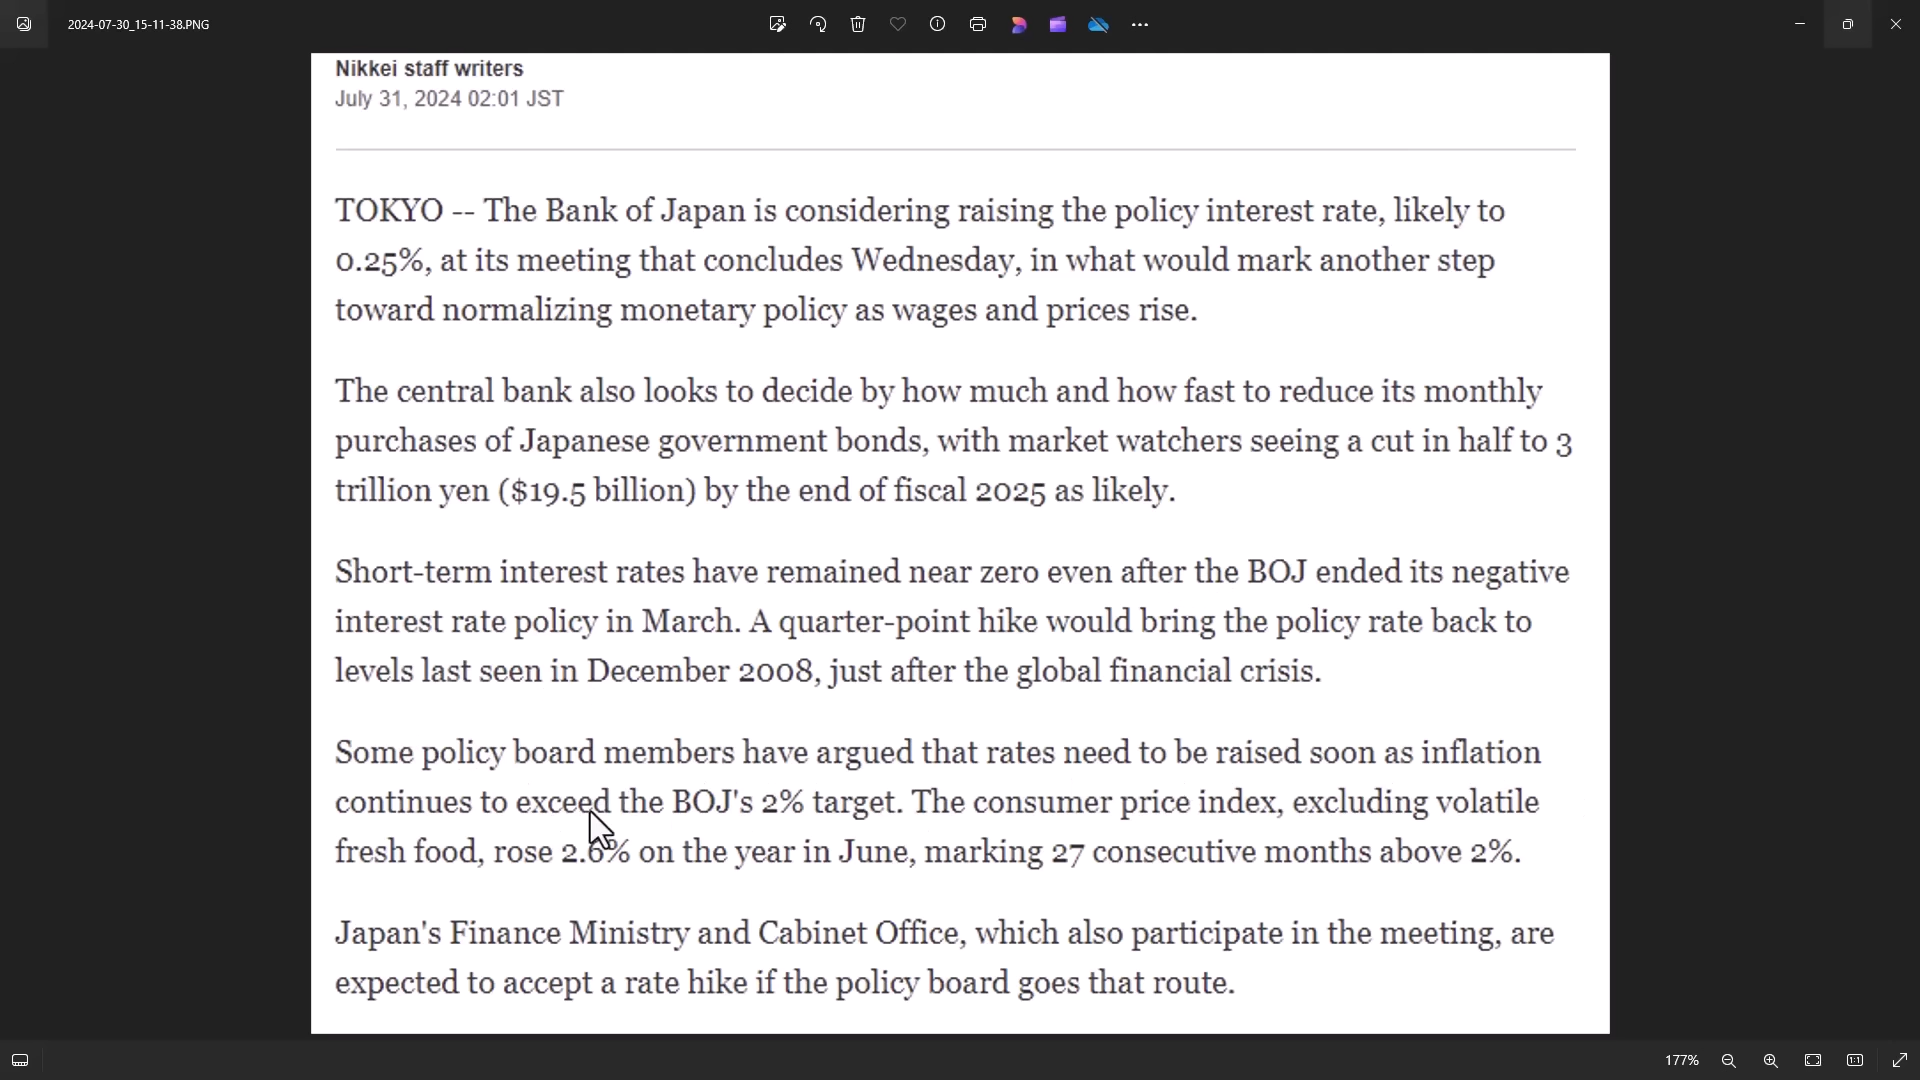 2024-07-30_15-11-38.PNG
Nikkei staff writers
July 31, 2024 02:01 JST
TOKYO -- The Bank of Japan is considering raising the policy interest rate, likely to
0.25%, at its meeting that concludes Wednesday, in what would mark another step
toward normalizing monetary policy as wages and prices rise.
The central bank also looks to decide by how much and how fast to reduce its monthly
purchases of Japanese government bonds, with market watchers seeing a cut in half to 3
trillion yen ($19.5 billion) by the end of fiscal 2025 as likely.
Short-term interest rates have remained near zero even after the BOJ ended its negative
interest rate policy in March. A quarter-point hike would bring the policy rate back to
levels last seen in December 2008, just after the global financial crisis.
Some policy board members have argued that rates need to be raised soon as inflation
continues to exceed the BOJ's 2% target. The consumer price index, excluding volatile
fresh food, rose 2.6% on the year in June, marking 27 consecutive months above 2%.
Japan's Finance Ministry and Cabinet Office, which also participate in the meeting, are
expected to accept a rate hike if the policy board goes that route.
177%